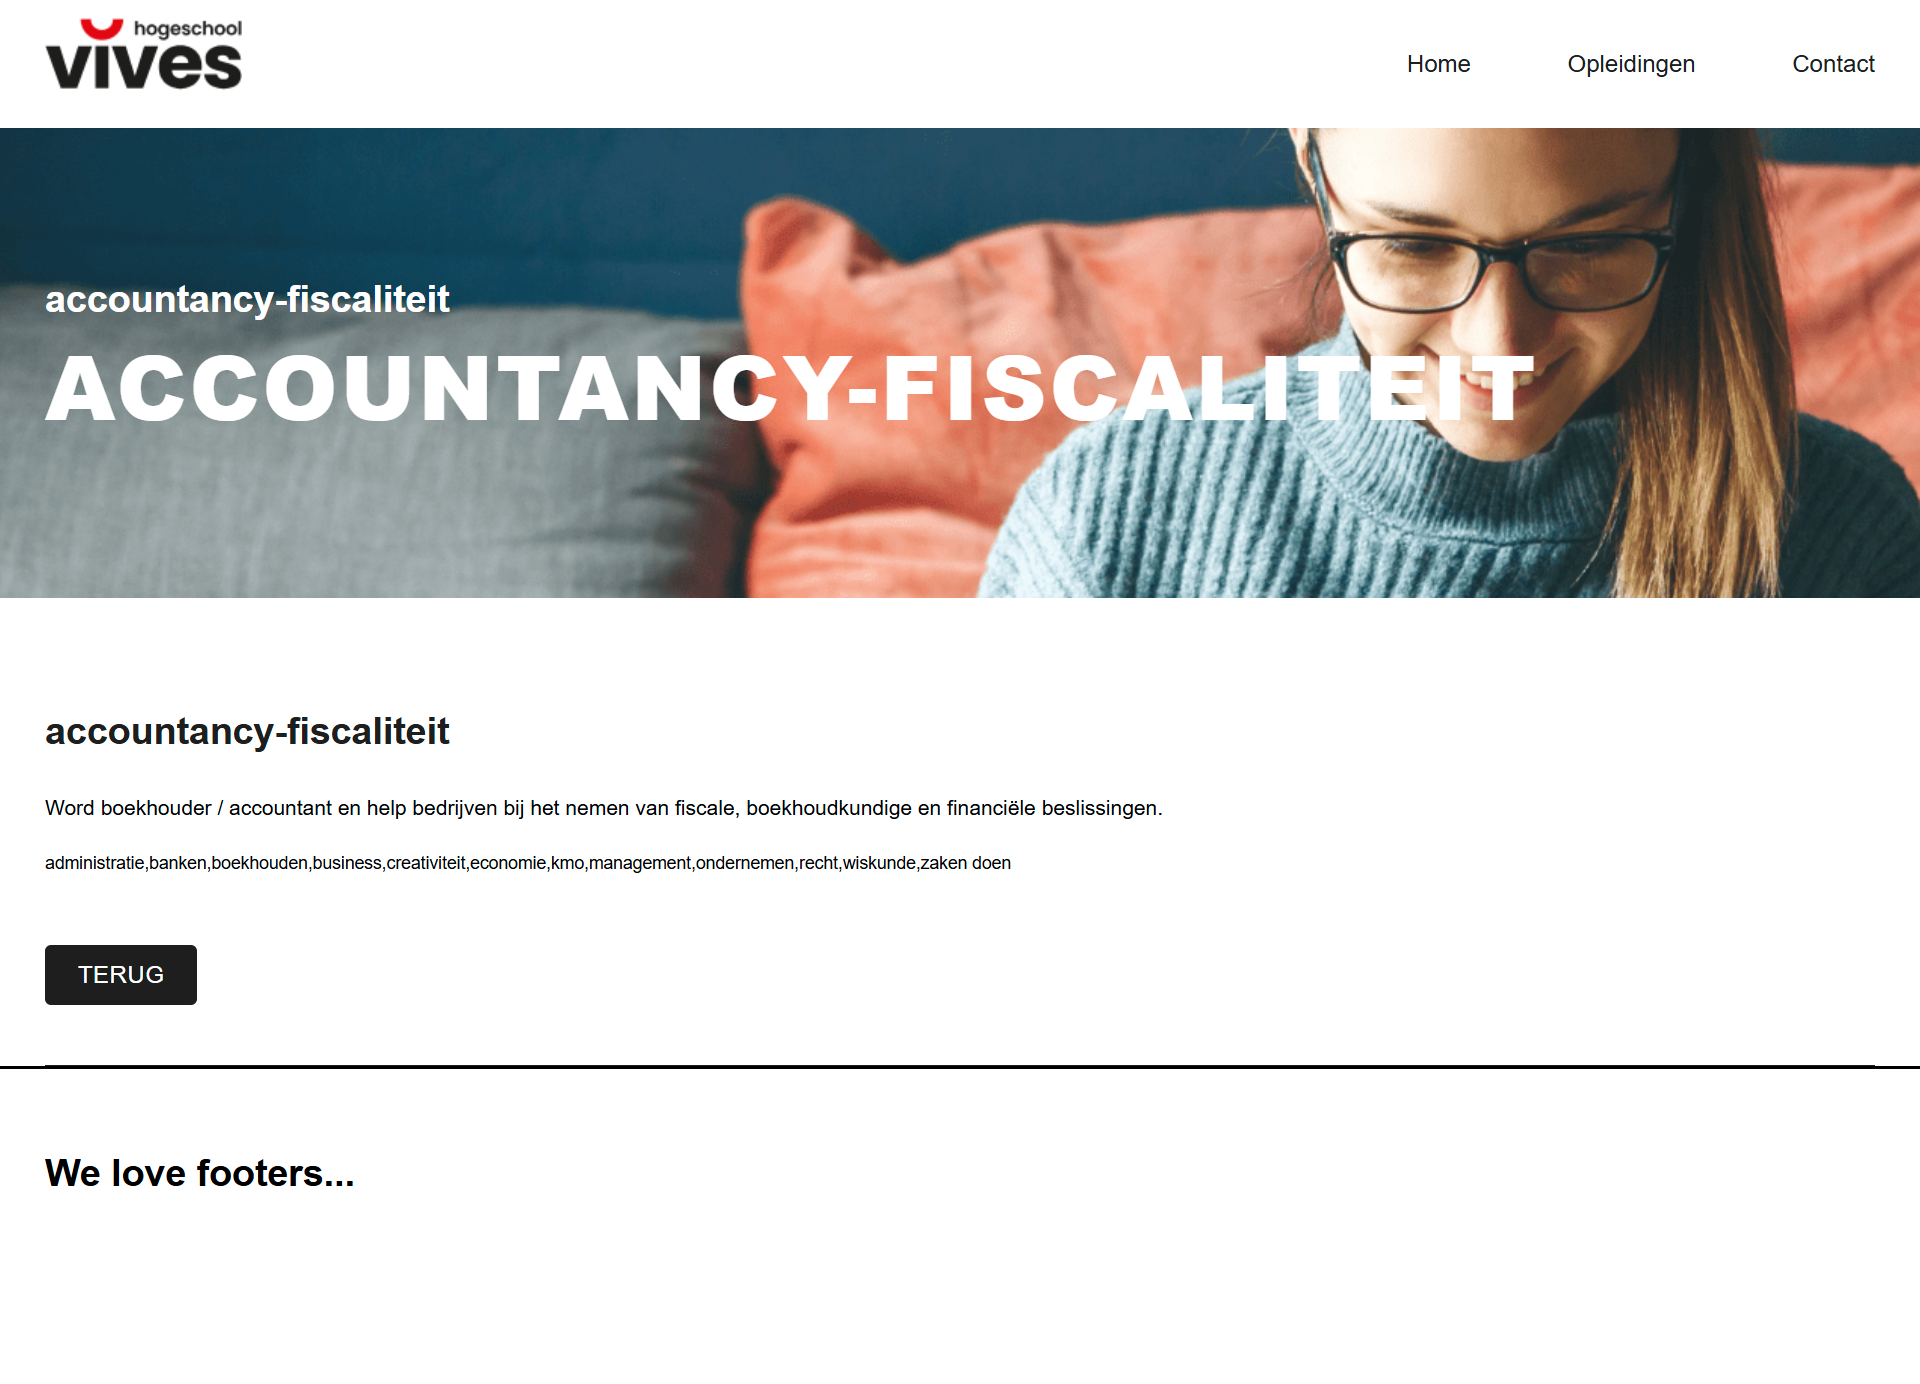 hogeschool
vives
Home
Opleidingen
Contact
accountancy-fiscaliteit
ACCOUNTANCY-FISCALITEIT
accountancy-fiscaliteit
Word boekhouder / accountant en help bedrijven bij het nemen van fiscale, boekhoudkundige en financiële beslissingen.
administratie,banken,boekhouden,business,creativiteit,economie,kmo,management,ondernemen,recht,wiskunde,zaken doen
TERUG
We love footers...